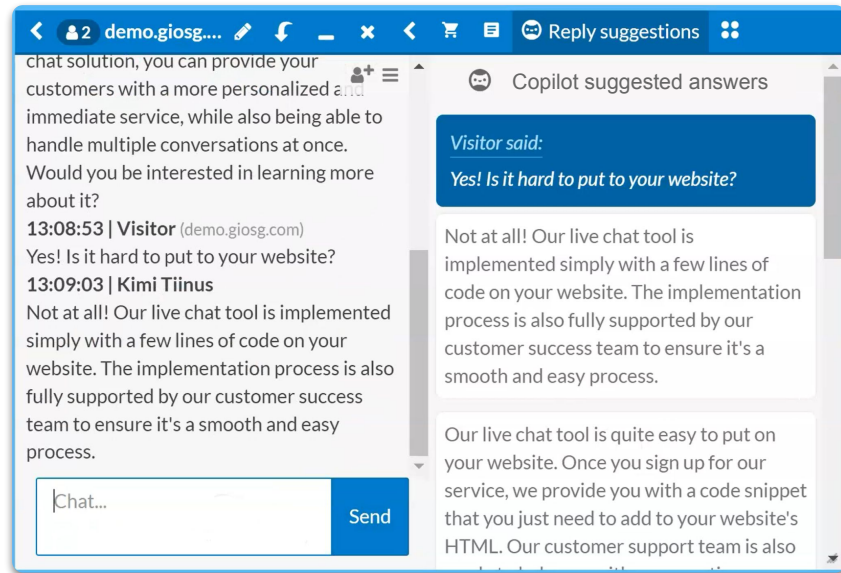 2 demo.giosg....
Reply suggestions
chat solution, you can provide your
customers with a more personalized and
immediate service, while also being able to
handle multiple conversations at once.
Would you be interested in learning more
about it?
13:08:53 | Visitor (demo.giosg.com)
Yes! Is it hard to put to your website?
13:09:03 | Kimi Tiinus
Not at all! Our live chat tool is implemented
simply with a few lines of code on your
website. The implementation process is also
fully supported by our customer success
team to ensure it's a smooth and easy
process.
Chat...
Send
Copilot suggested answers
Visitor said:
Yes! Is it hard to put to your website?
Not at all! Our live chat tool is
implemented simply with a few lines of
code on your website. The implementation
process is also fully supported by our
customer success team to ensure it's a
smooth and easy process.
Our live chat tool is quite easy to put on
your website. Once you sign up for our
service, we provide you with a code snippet
that you just need to add to your website's
HTML. Our customer support team is also